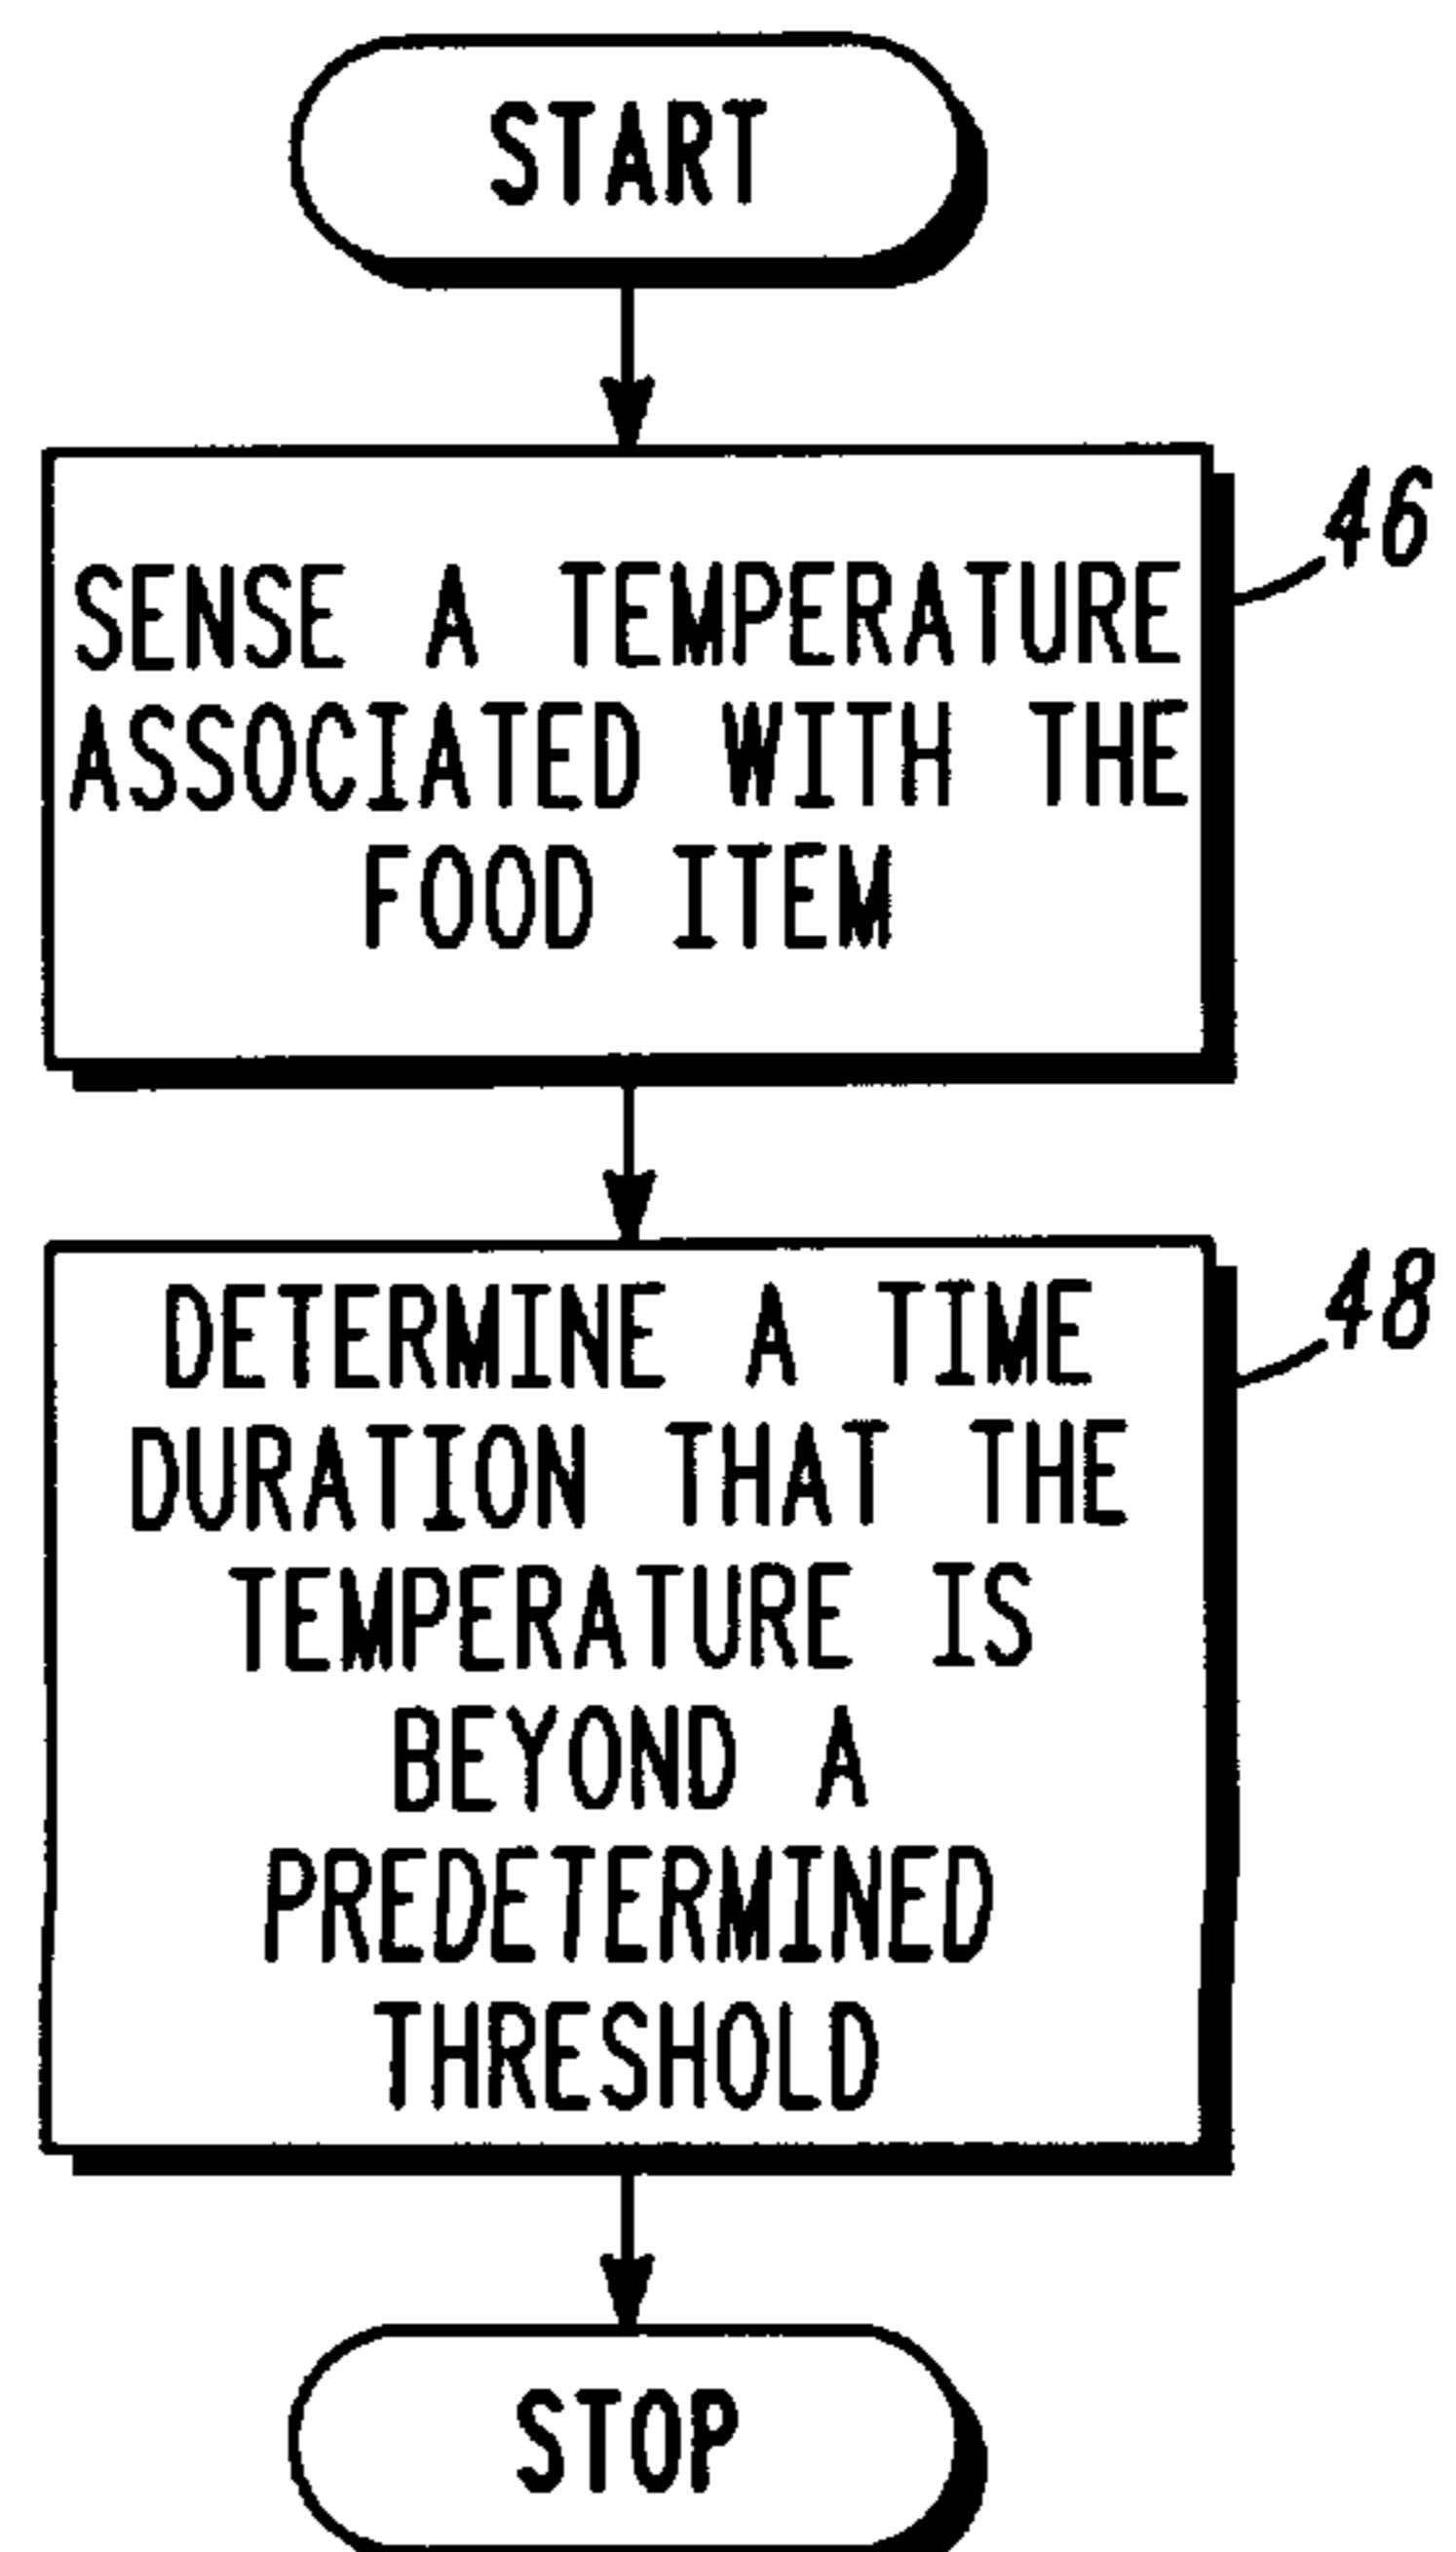 START
46
SENSE A TEMPERATURE
ASSOCIATED WITH THE
FOOD ITEM
48
DETERMINE A TIME
DURATION THAT THE
TEMPERATURE IS
BEYOND A
PREDETERMINED
THRESHOLD
STOP